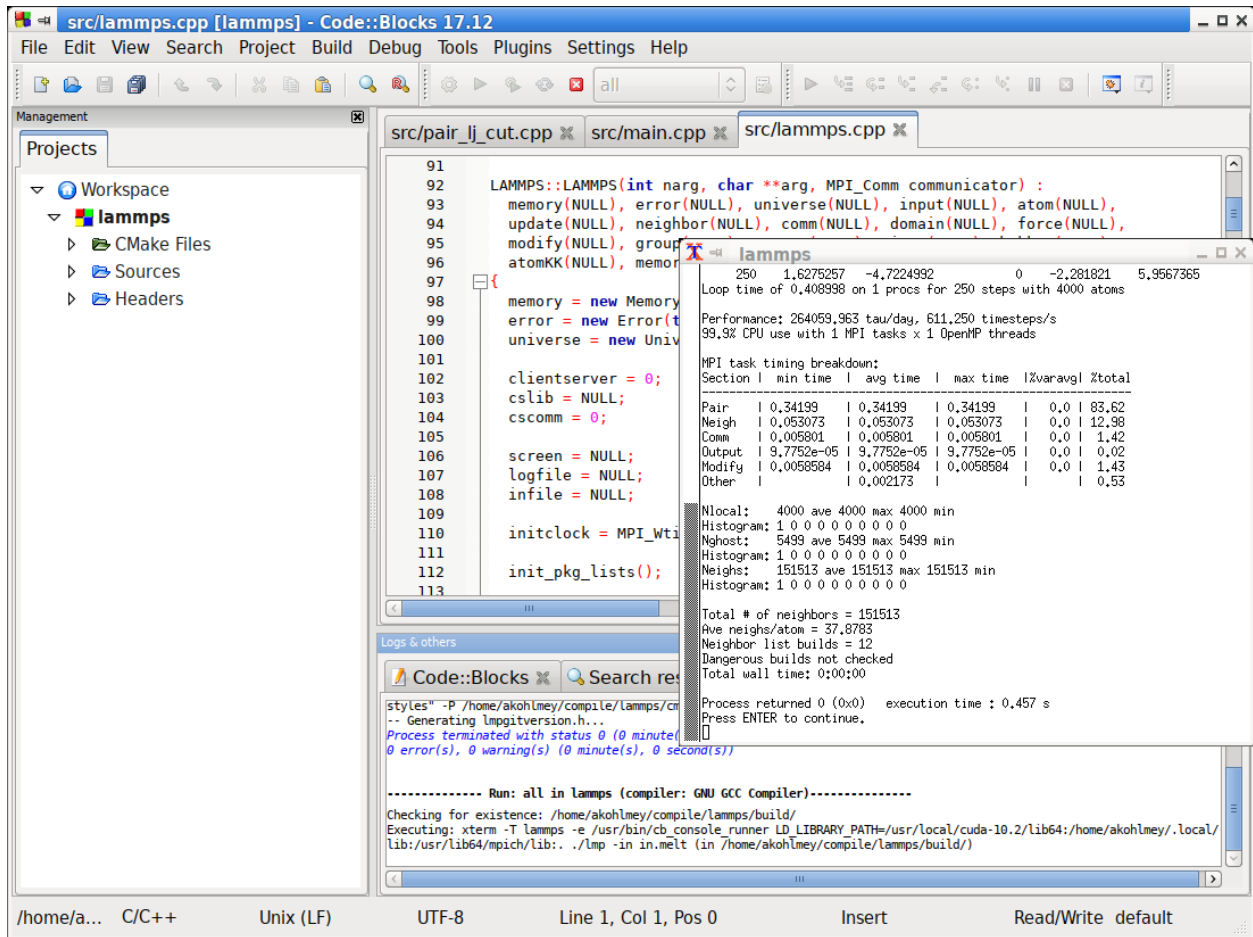 src/lammps.cpp [lammps] - Code::Blocks 17.12
File Edit View Search Project Build Debug Tools Plugins Settings Help
all
Management
Projects
Workspace
lammps
CMake Files
Sources
Headers
src/pair_lj_cut.cpp
src/main.cpp
src/lammps.cpp
91
92 LAMMPS::LAMMPS(int narg, char **arg, MPI_Comm communicator) :
93 memory(NULL), error(NULL), universe(NULL), input(NULL), atom(NULL),
94 update(NULL), neighbor(NULL), comm(NULL), domain(NULL), force(NULL),
95 modify(NULL), group
96 atomKK(NULL), memor
97 {
98 memory = new Memory
99 error = new Error(t
100 universe = new Univ
101
102 clientserver = 0;
103 cslib = NULL;
104 cscomm = 0;
105
106 screen = NULL;
107 logfile = NULL;
108 infile = NULL;
109
110 initclock = MPI_Wti
111
112 init_pkg_lists();
113
lammps
250 1.6275257 -4.7224992 0 -2.281821 5.9567365
Loop time of 0.408998 on 1 procs for 250 steps with 4000 atoms
Performance: 264059.963 tau/day, 611.250 timesteps/s
99.9% CPU use with 1 MPI tasks x 1 OpenMP threads
MPI task timing breakdown:
Section | min time | avg time | max time |%varavg| %total
---------------------------------------------------------------
Pair | 0.34199 | 0.34199 | 0.34199 | 0.0 | 83.62
Neigh | 0.053073 | 0.053073 | 0.053073 | 0.0 | 12.98
Comm | 0.005801 | 0.005801 | 0.005801 | 0.0 | 1.42
Output | 9.7752e-05 | 9.7752e-05 | 9.7752e-05 | 0.0 | 0.02
Modify | 0.0058584 | 0.0058584 | 0.0058584 | 0.0 | 1.43
Other | | 0.002173 | | | 0.53
Nlocal: 4000 ave 4000 max 4000 min
Histogram: 1 0 0 0 0 0 0 0 0 0
Nghost: 5499 ave 5499 max 5499 min
Histogram: 1 0 0 0 0 0 0 0 0 0
Neighs: 151513 ave 151513 max 151513 min
Histogram: 1 0 0 0 0 0 0 0 0 0
Total # of neighbors = 151513
Ave neighs/atom = 37.8783
Neighbor list builds = 12
Dangerous builds not checked
Total wall time: 0:00:00
Process returned 0 (0x0) execution time : 0.457 s
Press ENTER to continue.
Logs & others
Code::Blocks
Search res
styles" -P /home/akohlmey/compile/lammps/cm
-- Generating lmpgitversion.h...
Process terminated with status 0 (0 minute(
0 error(s), 0 warning(s) (0 minute(s), 0 second(s))
-------------- Run: all in lammps (compiler: GNU GCC Compiler)---------------
Checking for existence: /home/akohlmey/compile/lammps/build/
Executing: xterm -T lammps -e /usr/bin/cb_console_runner LD_LIBRARY_PATH=/usr/local/cuda-10.2/lib64:/home/akohlmey/.local/
lib:/usr/lib64/mpich/lib:. ./lmp -in in.melt (in /home/akohlmey/compile/lammps/build/)
/home/a... C/C++ Unix (LF) UTF-8 Line 1, Col 1, Pos 0 Insert Read/Write default